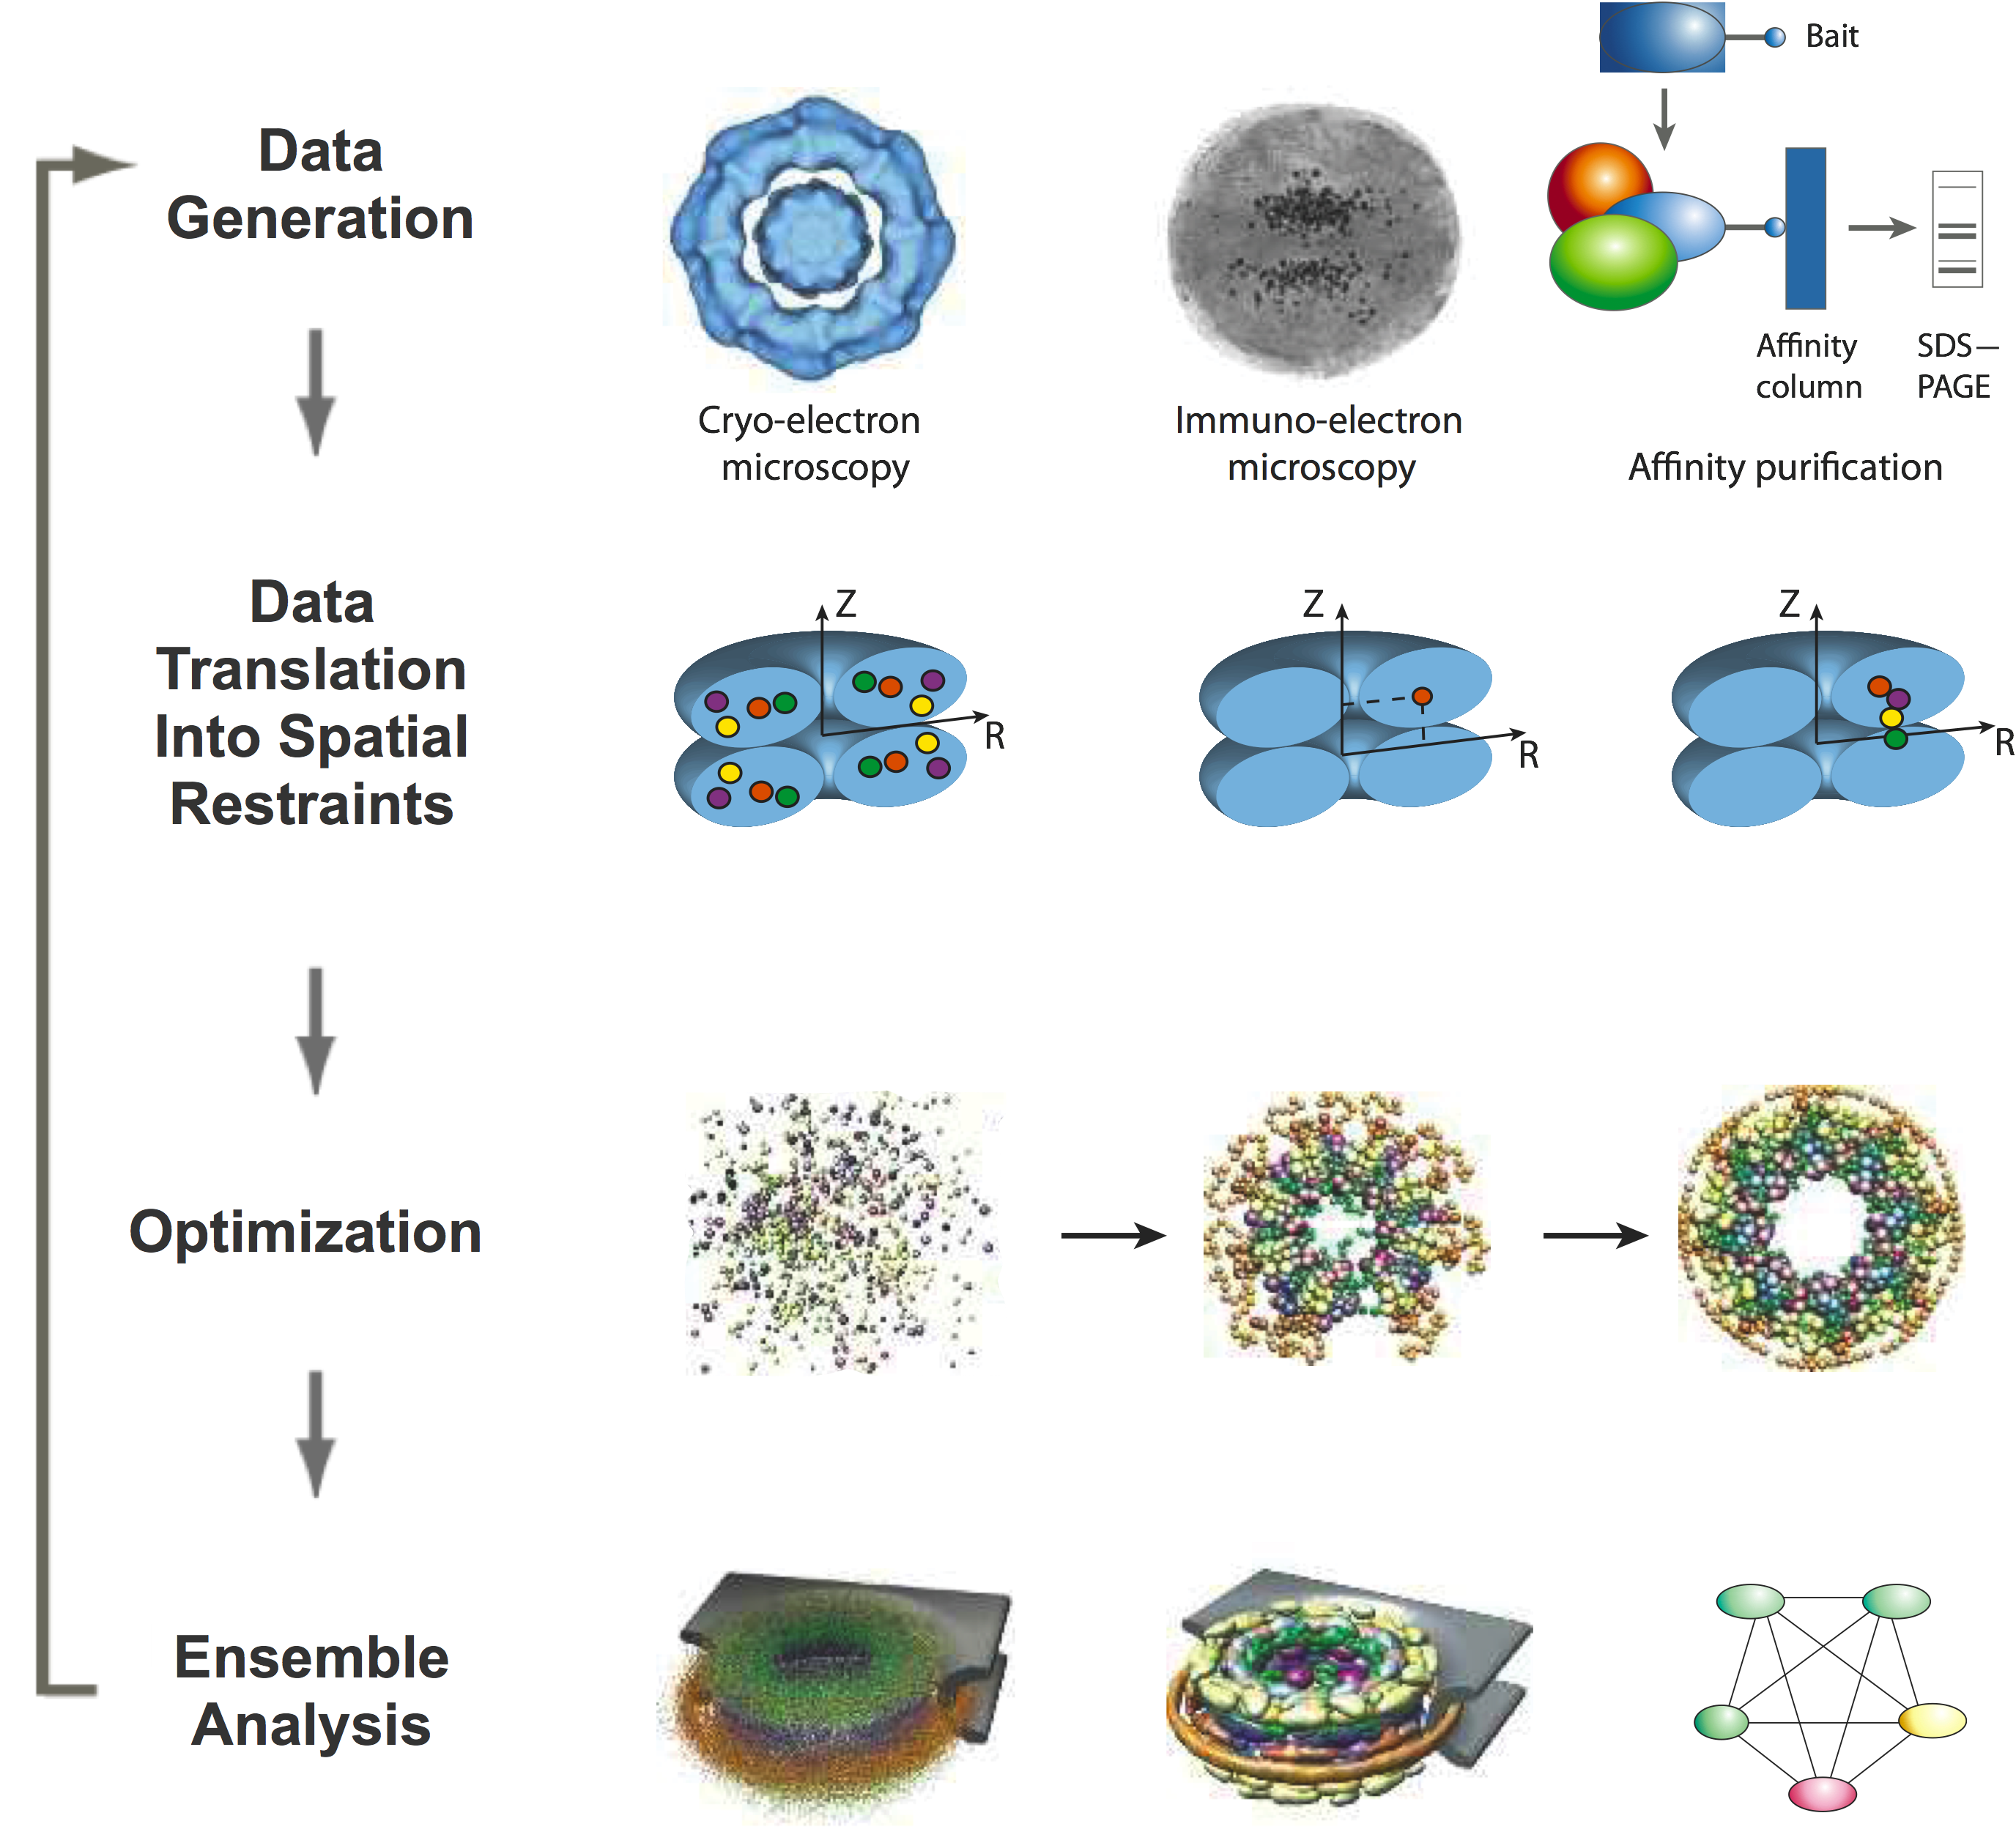 Bait
Data
Generation
Affinity
column
SDS—
PAGE
Cryo-electron
microscopy
Immuno-electron
microscopy
Affinity purification
Data
Translation
Into Spatial
Restraints
Z
R
Z
R
Z
R
Optimization
Ensemble
Analysis